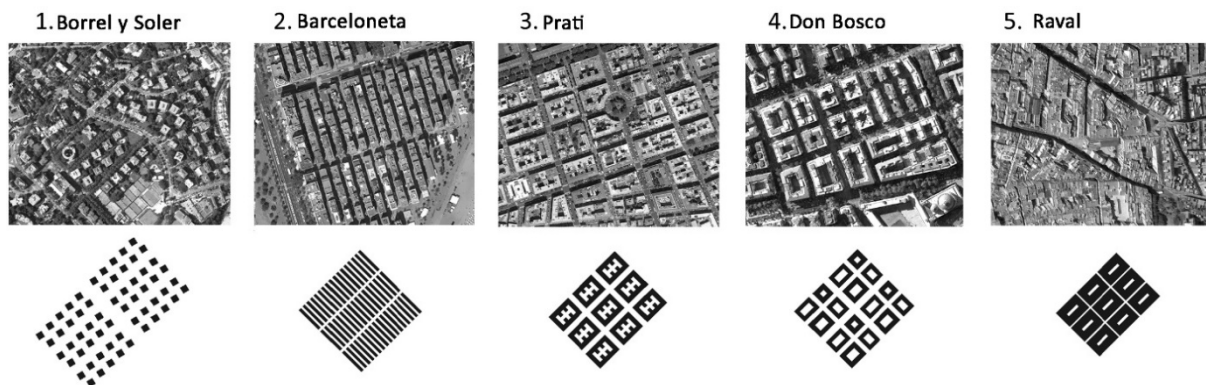 1. Borrel y Soler
2. Barceloneta
3. Prati
4. Don Bosco
5. Raval